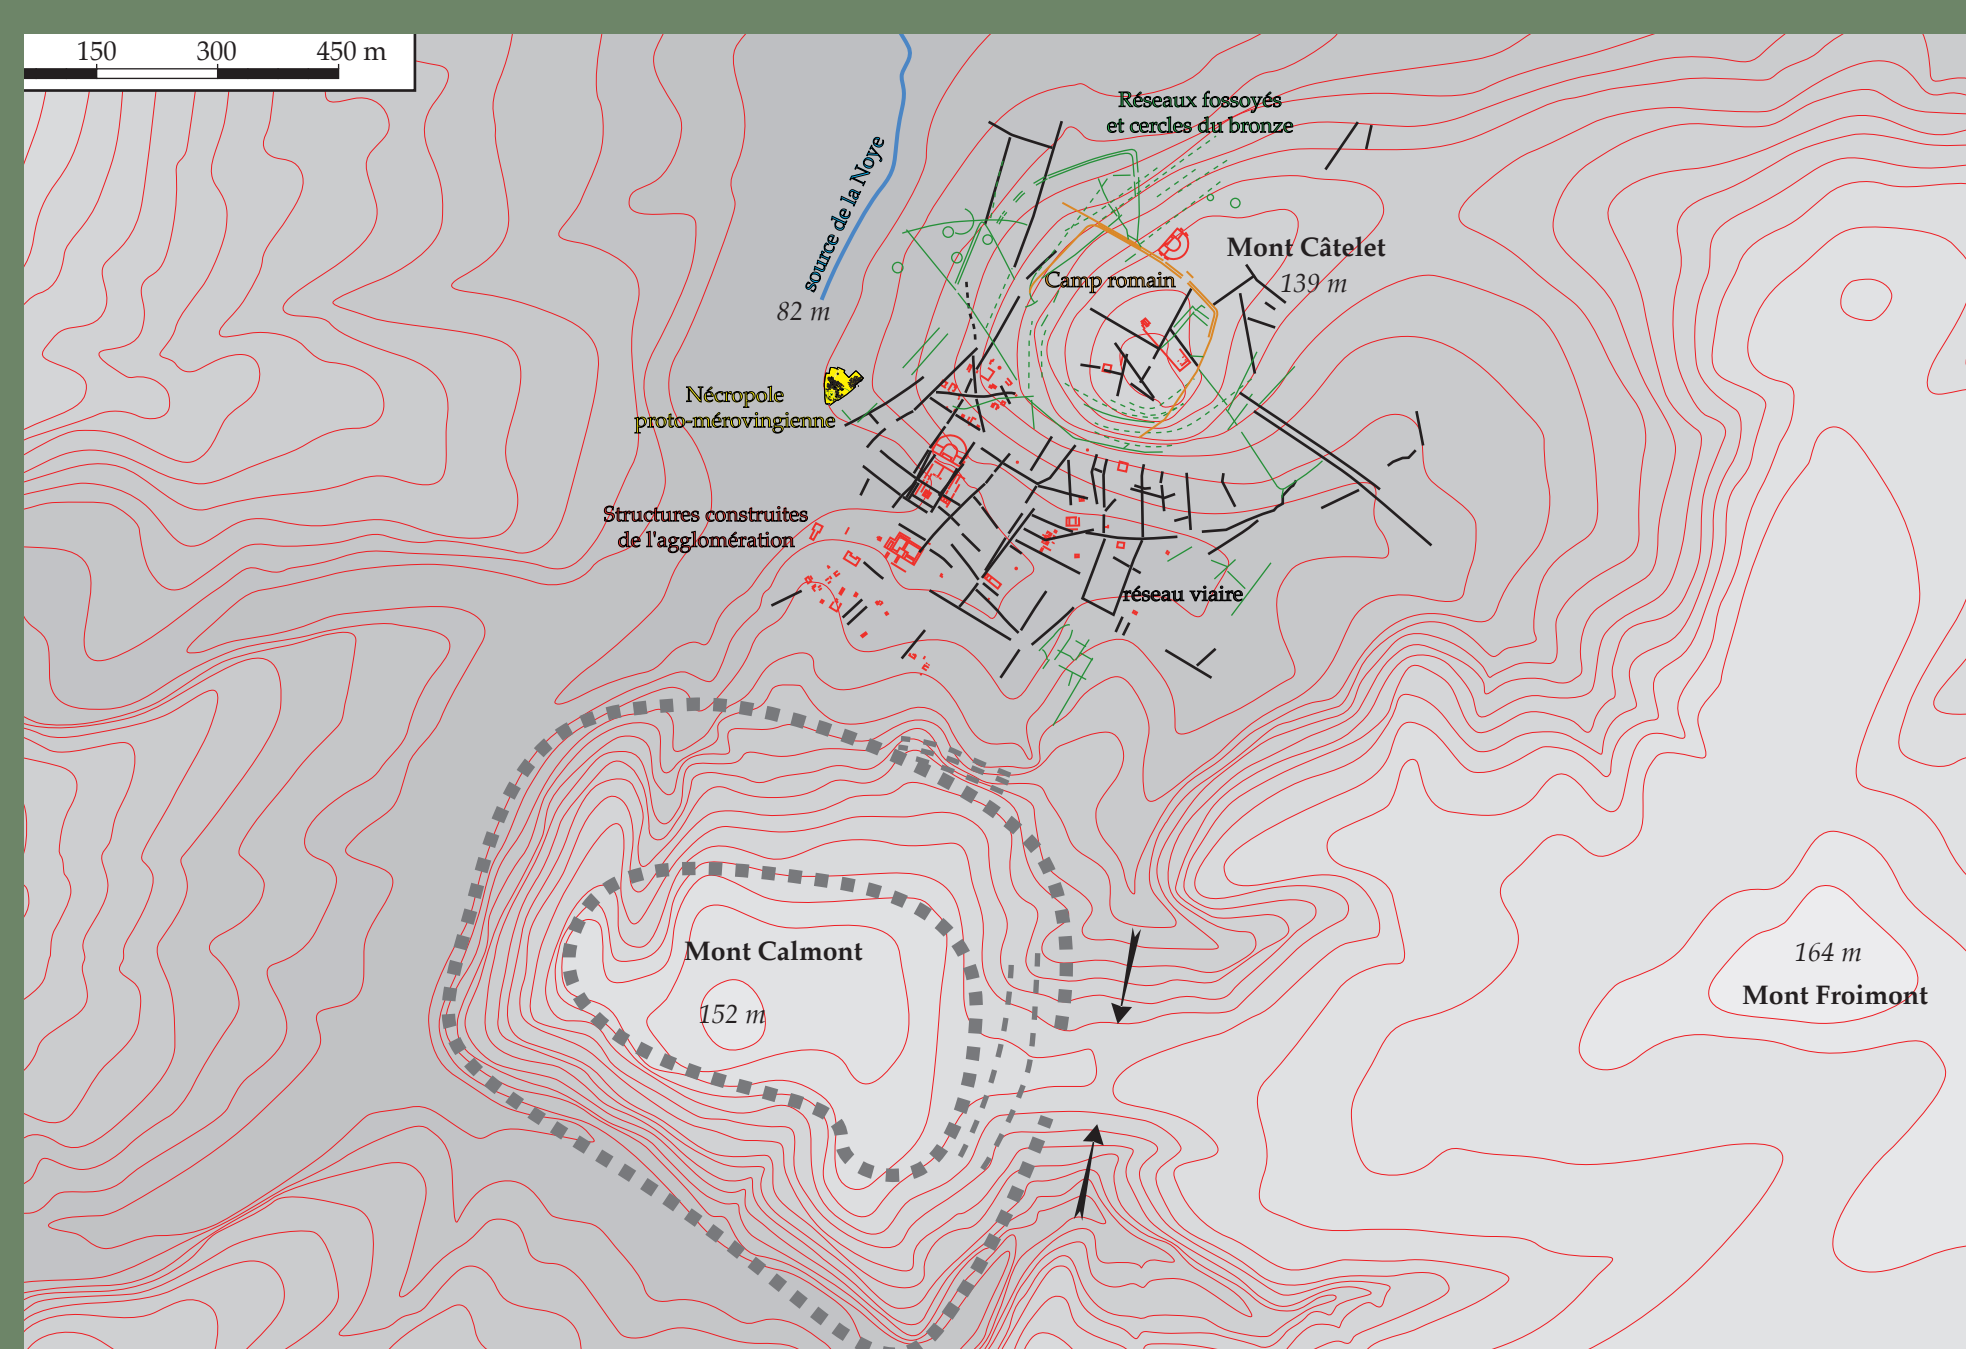 150 300 450 m
Réseaux fossoyés
et cercles du bronze
source de la Noye
82 m
Mont Câtelet
139 m
Camp romain
Nécropole
proto-mérovingienne
Structures construites
de l'agglomération
réseau viaire
Mont Calmont
152 m
164 m
Mont Froimont